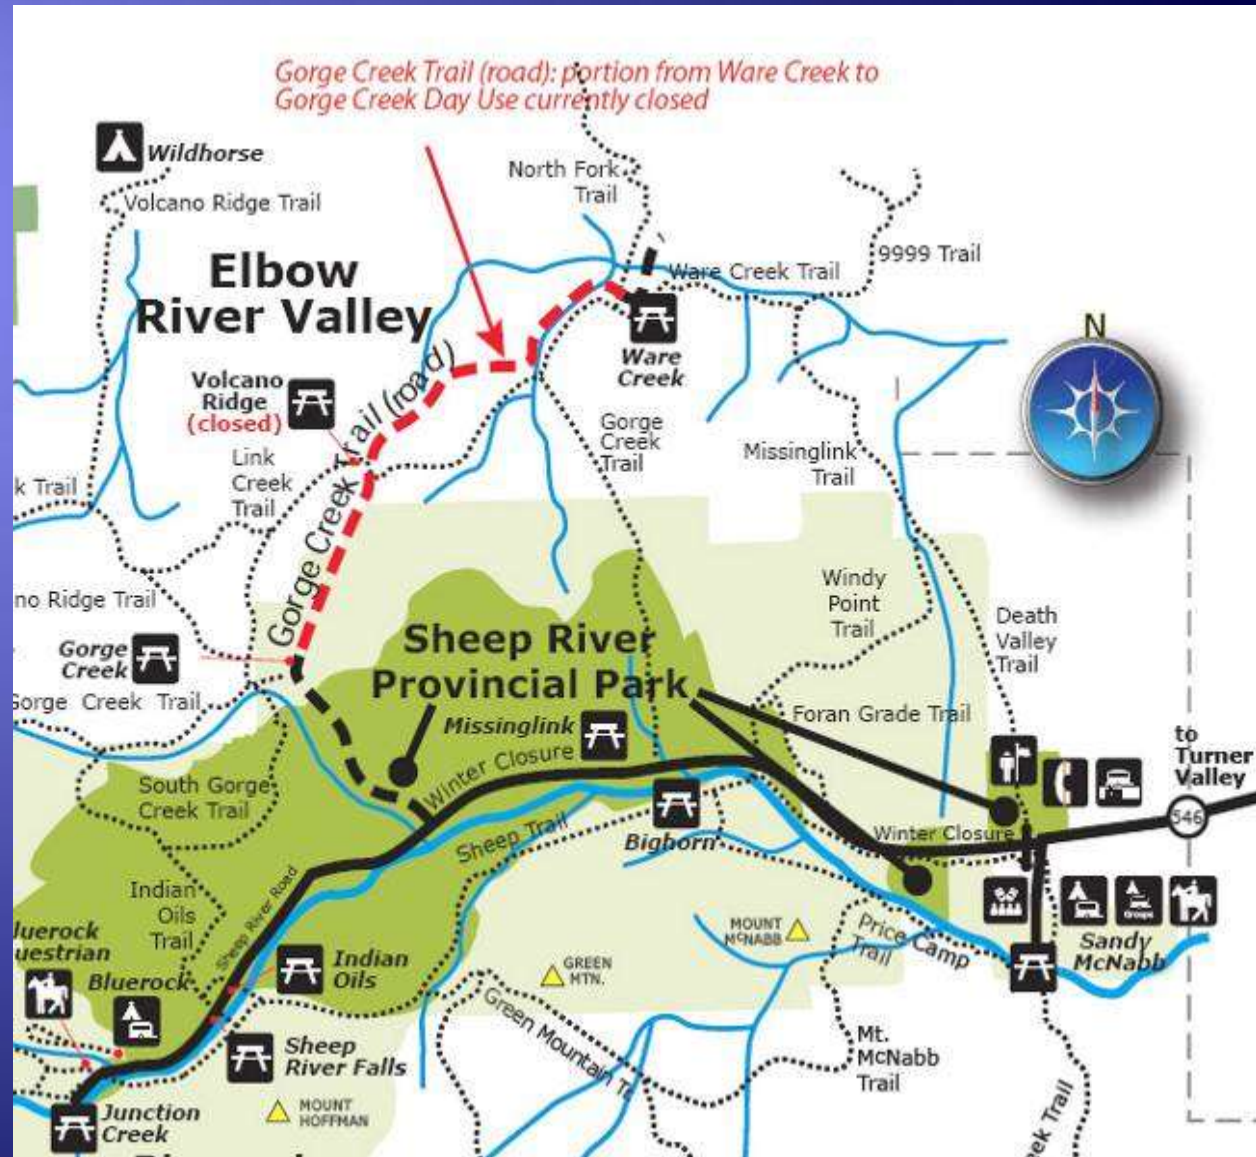 Gorge Creek Trail (road): portion from Ware Creek to
Gorge Creek Day Use currently closed
Wildhorse
Volcano Ridge Trail
North Fork
Trail
9999 Trail
Ware Creek Trail
Elbow
River Valley
N
Ware
Creek
Volcano
Ridge
(closed)
Gorge Creek Trail (road)
Link
Creek
Trail
Gorge
Creek
Trail
Missinglink
Trail
k Trail
no Ridge Trail
Windy
Point
Trail
Death
Valley
Trail
Gorge
Creek
Sheep River
Provincial Park
Gorge Creek Trail
Missinglink
Foran Grade Trail
to
Turner
Valley
546
Winter Closure
South Gorge
Creek Trail
Sheep Trail
Bighorn
Winter Closure
Indian
Oils
Trail
Sheep River Road
luerock
uestrian
Bluerock
Indian
Oils
MOUNT
MCNABB
GREEN
MTN.
Price Camp
Trail
Groups
Sandy
McNabb
Green Mountain
Sheep
River Falls
Mt.
McNabb
Trail
MOUNT
HOFFMAN
Junction
Creek
ek Trail